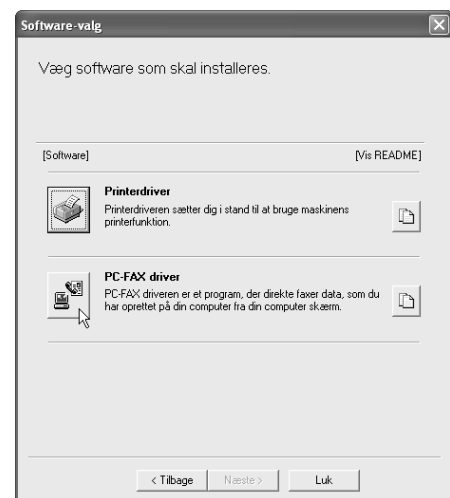 Software-valg
Væg software som skal installeres.
[Software] [Vis README]
Printerdriver
Printerdriveren sætter dig i stand til at bruge maskinens
printerfunktion.
PC-FAX driver
PC-FAX driveren er et program, der direkte faxer data, som du
har oprettet på din computer fra din computer skærm.
< Tilbage Næste > Luk